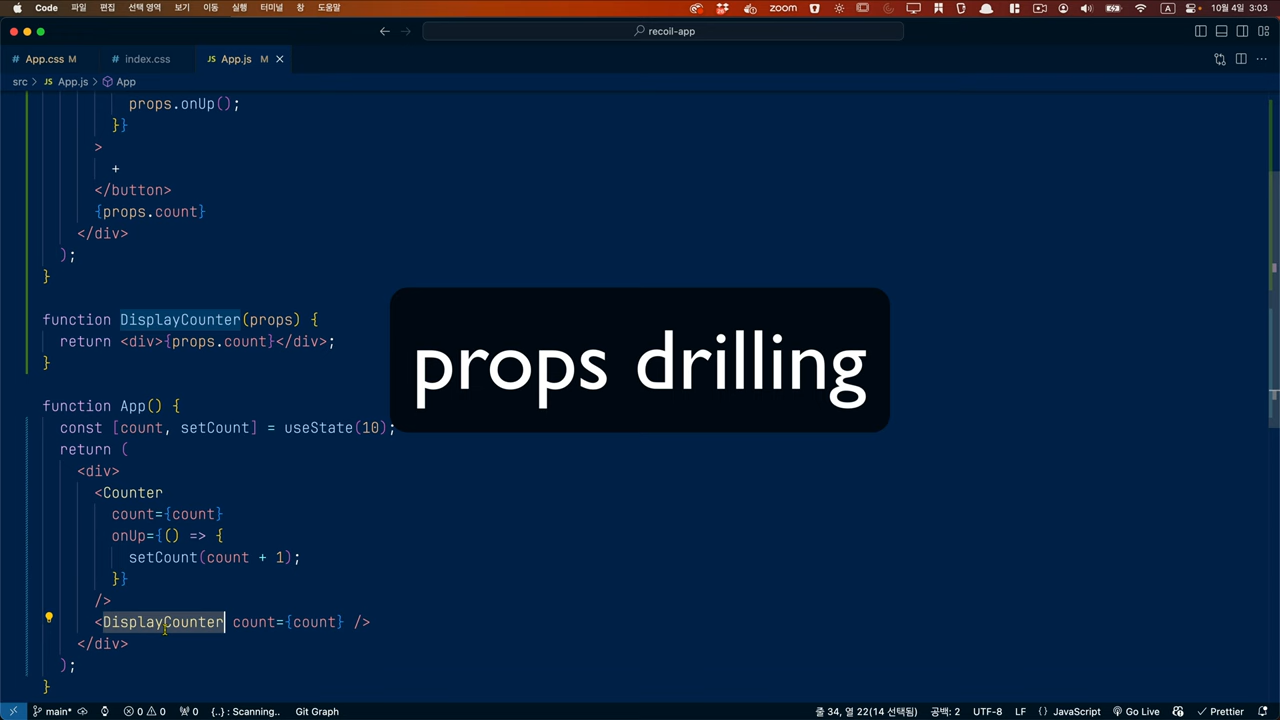 Code 파일 편집 선택 영역 보기 이동 실행 터미널 창 도움말 zoom A 10월 4일 3:03
recoil-app
# App.css M # index.css JS App.js M
src > JS App.js > App
props.onUp();
}}
>
+
</button>
{props.count}
</div>
);
}
function DisplayCounter(props) {
return <div>{props.count}</div>;
}
props drilling
function App() {
const [count, setCount] = useState(10);
return (
<div>
<Counter
count={count}
onUp={() => {
setCount(count + 1);
}}
/>
<DisplayCounter count={count} />
</div>
);
}
main* 0 0 0 {..} : Scanning.. Git Graph 줄 34, 열 22(14 선택됨) 공백: 2 UTF-8 LF {} JavaScript Go Live Prettier